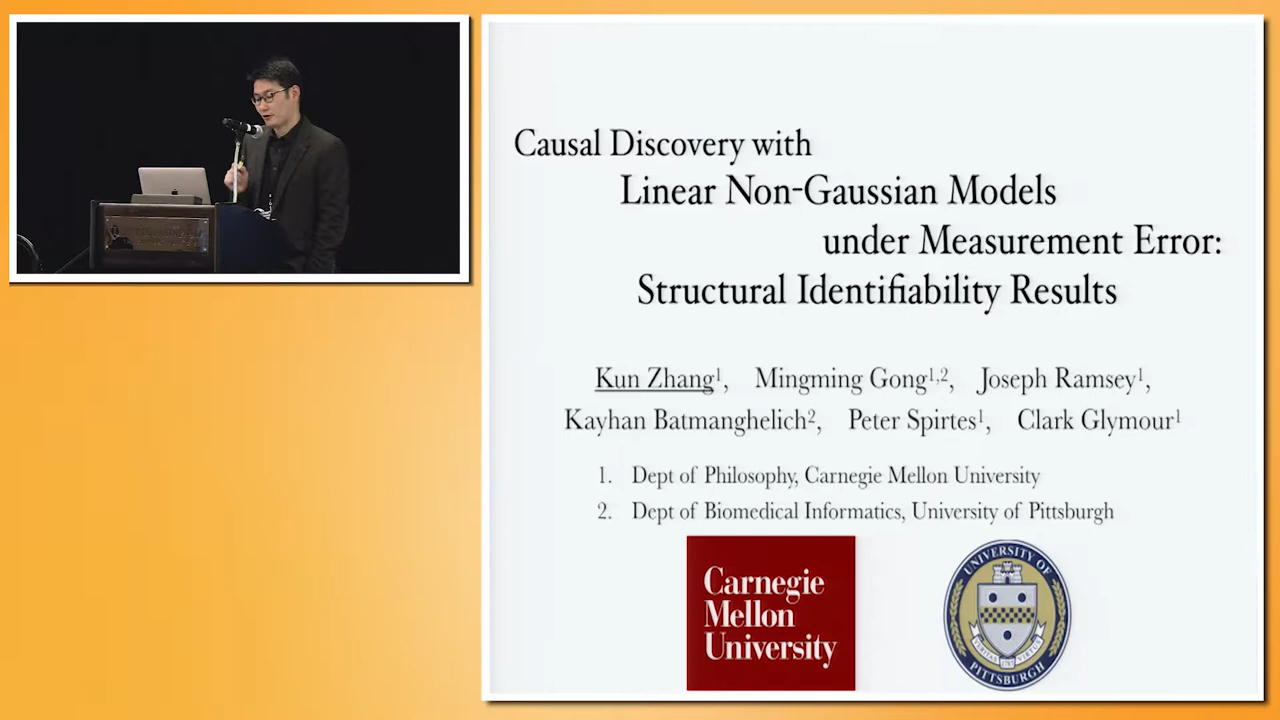 Causal Discovery with
Linear Non-Gaussian Models
under Measurement Error:
Structural Identifiability Results
Kun Zhang¹, Mingming Gong¹,², Joseph Ramsey¹,
Kayhan Batmanghelich², Peter Spirtes¹, Clark Glymour¹
1. Dept of Philosophy, Carnegie Mellon University
2. Dept of Biomedical Informatics, University of Pittsburgh
Carnegie
Mellon
University
UNIVERSITY OF
PITTSBURGH